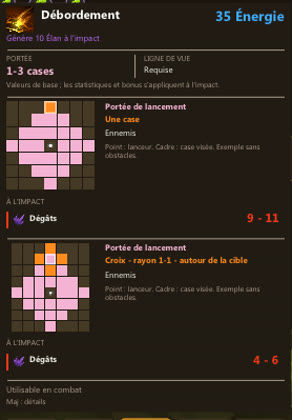 Débordement
35 Énergie
Génère 10 Élan à l'impact
PORTÉE
1-3 cases
LIGNE DE VUE
Requise
Valeurs de base ; les statistiques et bonus s'appliquent à l'impact.
Portée de lancement
Une case
Ennemis
Point : lanceur. Cadre : case visée. Exemple sans
obstacles.
À L'IMPACT
Dégâts
9 - 11
Portée de lancement
Croix - rayon 1-1 - autour de la cible
Ennemis
Point : lanceur. Cadre : case visée. Exemple sans
obstacles.
À L'IMPACT
Dégâts
4 - 6
Utilisable en combat
Maj : détails